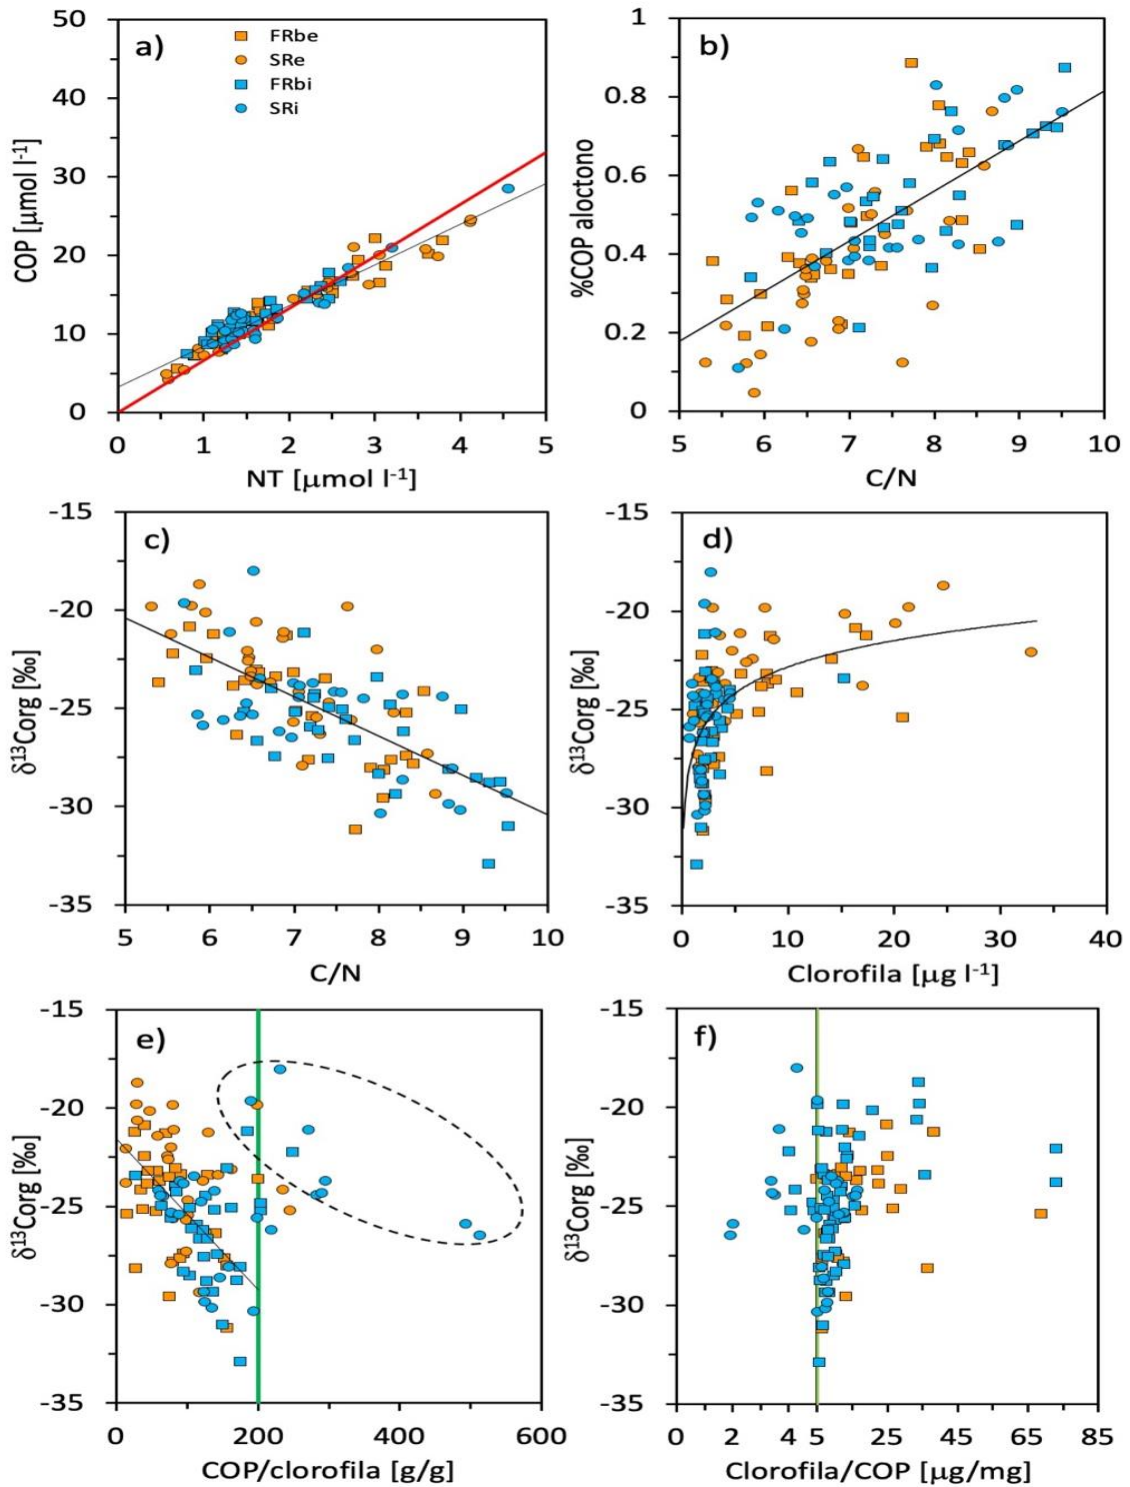 a)
FRbe
SRe
FRbi
SRi
50
40
30
20
10
0
COP [μmol l-1]
0 1 2 3 4 5
NT [μmol l-1]
b)
1
0.8
0.6
0.4
0.2
0
%COP aloctono
5 6 7 8 9 10
C/N
c)
-15
-20
-25
-30
-35
δ13Corg [‰]
5 6 7 8 9 10
C/N
d)
-15
-20
-25
-30
-35
δ13Corg [‰]
0 10 20 30 40
Clorofila [μg l-1]
e)
-15
-20
-25
-30
-35
δ13Corg [‰]
0 200 400 600
COP/clorofila [g/g]
f)
-15
-20
-25
-30
-35
δ13Corg [‰]
0 2 4 5 25 45 65 85
Clorofila/COP [μg/mg]